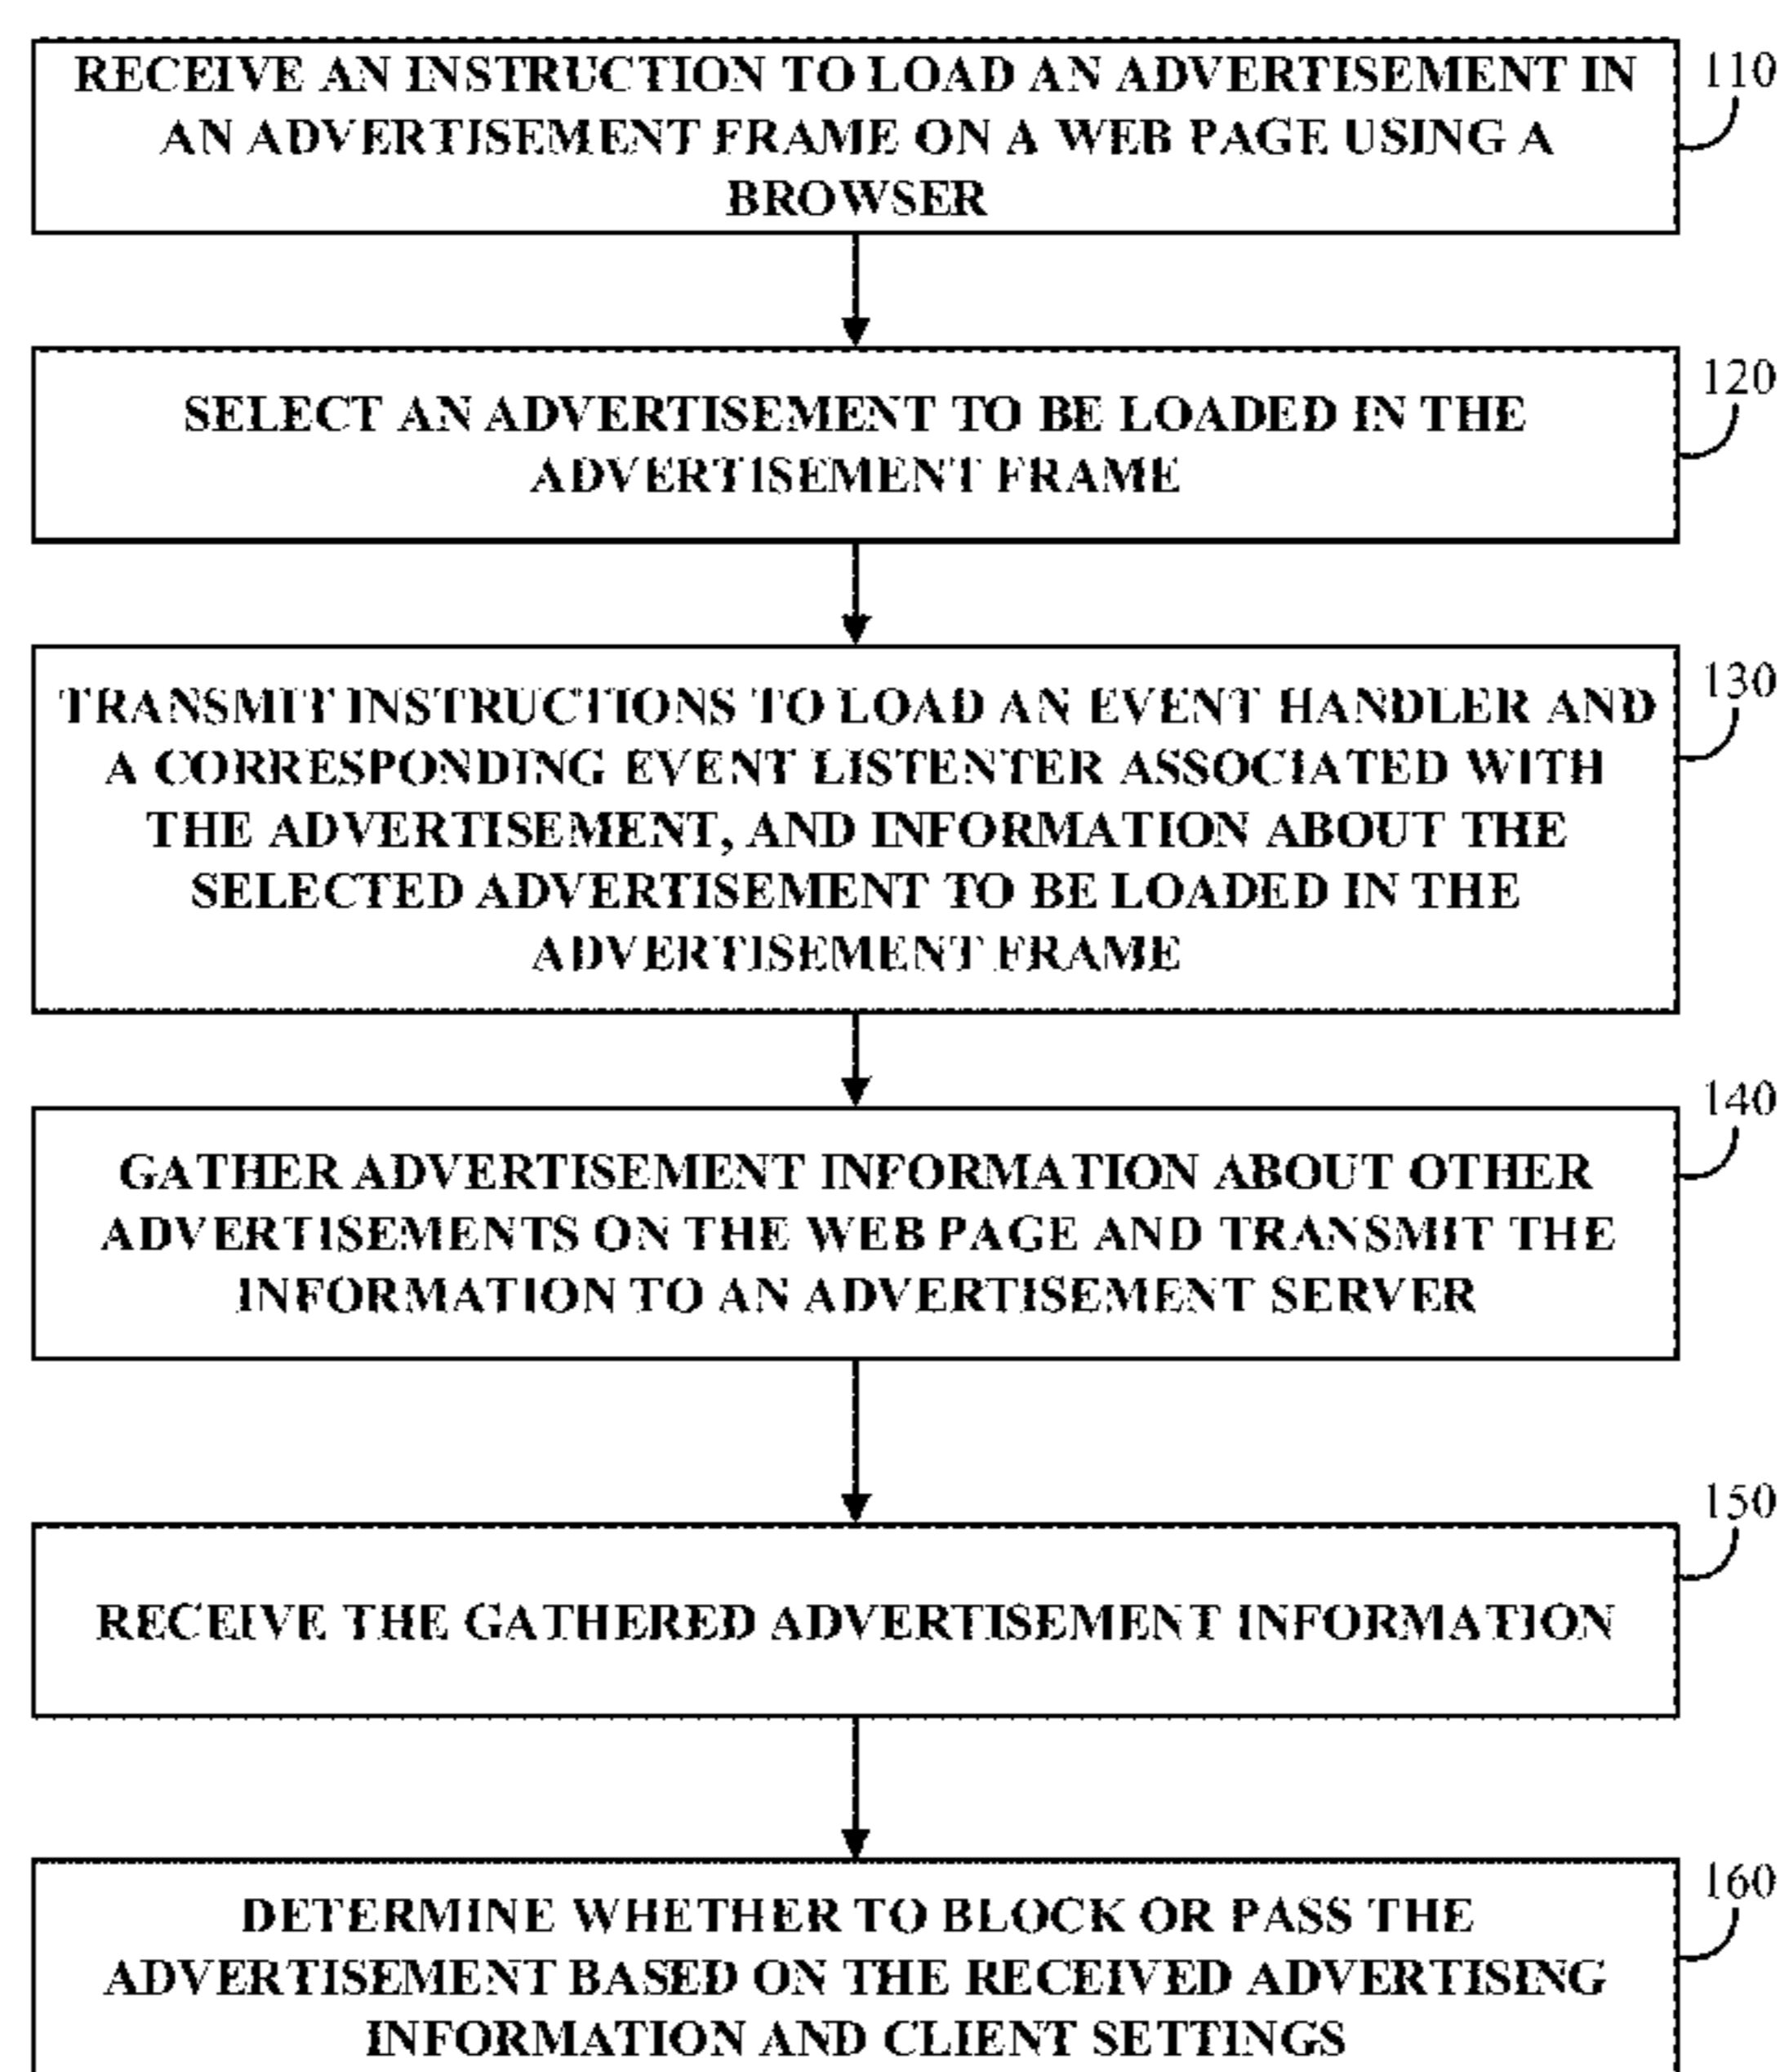 RECEIVE AN INSTRUCTION TO LOAD AN ADVERTISEMENT IN
AN ADVERTISEMENT FRAME ON A WEB PAGE USING A
BROWSER
110
SELECT AN ADVERTISEMENT TO BE LOADED IN THE
ADVERTISEMENT FRAME
120
TRANSMIT INSTRUCTIONS TO LOAD AN EVENT HANDLER AND
A CORRESPONDING EVENT LISTENTER ASSOCIATED WITH
THE ADVERTISEMENT, AND INFORMATION ABOUT THE
SELECTED ADVERTISEMENT TO BE LOADED IN THE
ADVERTISEMENT FRAME
130
GATHER ADVERTISEMENT INFORMATION ABOUT OTHER
ADVERTISEMENTS ON THE WEB PAGE AND TRANSMIT THE
INFORMATION TO AN ADVERTISEMENT SERVER
140
RECEIVE THE GATHERED ADVERTISEMENT INFORMATION
150
DETERMINE WHETHER TO BLOCK OR PASS THE
ADVERTISEMENT BASED ON THE RECEIVED ADVERTISING
INFORMATION AND CLIENT SETTINGS
160